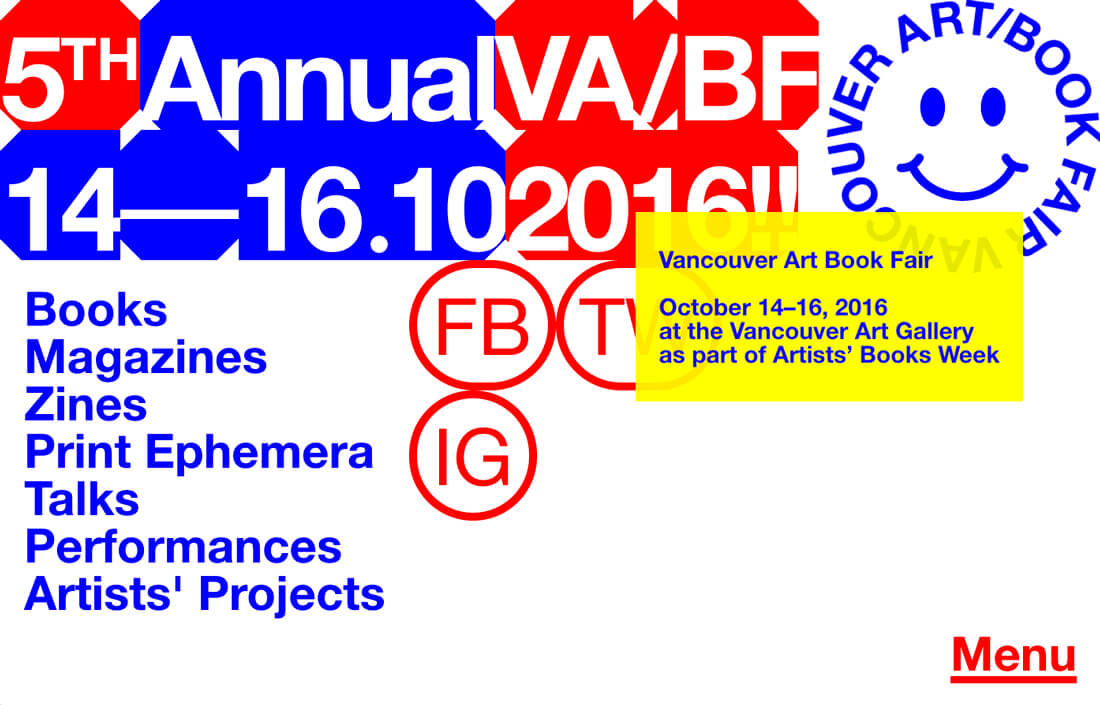 5TH Annual VA/BF
14—16.10 2016!!
VANCOUVER ART/BOOK FAIR
Vancouver Art Book Fair
October 14–16, 2016
at the Vancouver Art Gallery
as part of Artists’ Books Week
FB TW
IG
Books
Magazines
Zines
Print Ephemera
Talks
Performances
Artists' Projects
Menu